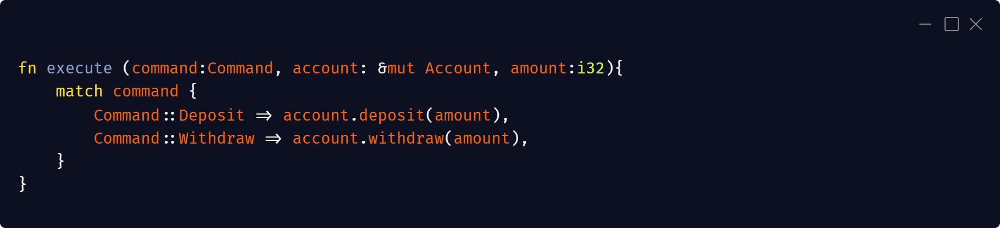 fn execute (command:Command, account: &mut Account, amount:i32){
    match command {
        Command::Deposit => account.deposit(amount),
        Command::Withdraw => account.withdraw(amount),
    }
}